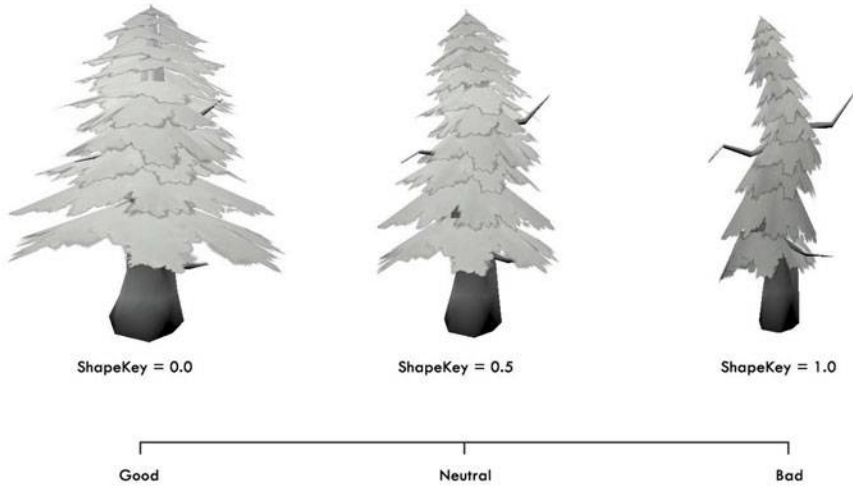 ShapeKey = 0.0
ShapeKey = 0.5
ShapeKey = 1.0
Good
Neutral
Bad